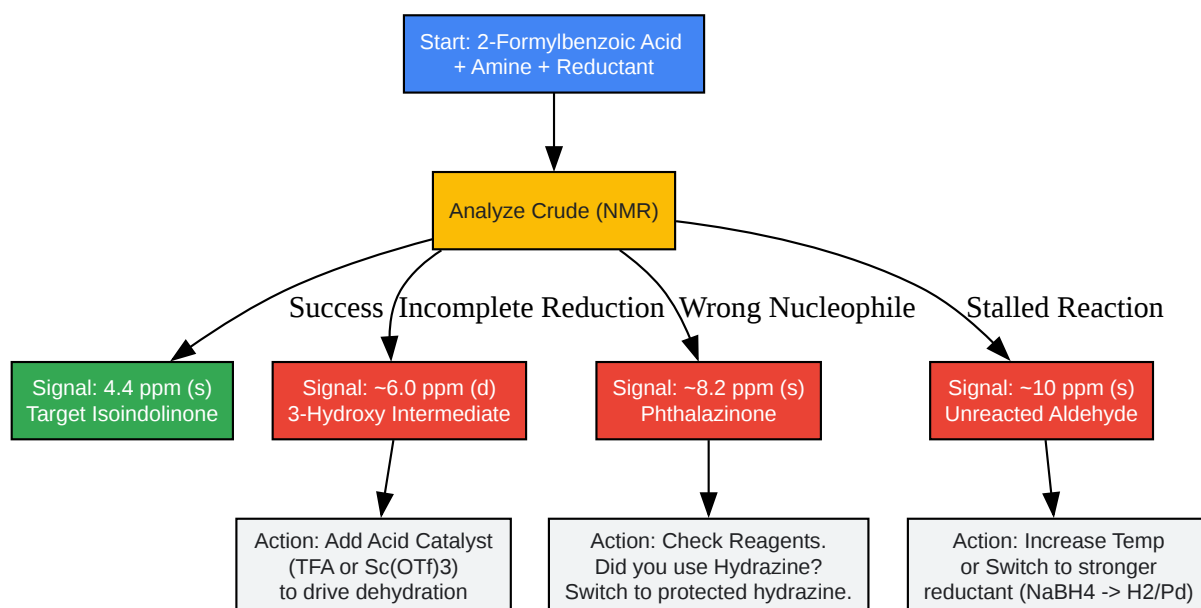 Start: 2-Formylbenzoic Acid
+ Amine + Reductant
Analyze Crude (NMR)
Success
Incomplete Reduction
Wrong Nucleophile
Stalled Reaction
Signal: 4.4 ppm (s)
Target Isoindolinone
Signal: ~6.0 ppm (d)
3-Hydroxy Intermediate
Signal: ~8.2 ppm (s)
Phthalazinone
Signal: ~10 ppm (s)
Unreacted Aldehyde
Action: Add Acid Catalyst
(TFA or Sc(OTf)3)
to drive dehydration
Action: Check Reagents.
Did you use Hydrazine?
Switch to protected hydrazine.
Action: Increase Temp
or Switch to stronger
reductant (NaBH4 -> H2/Pd)